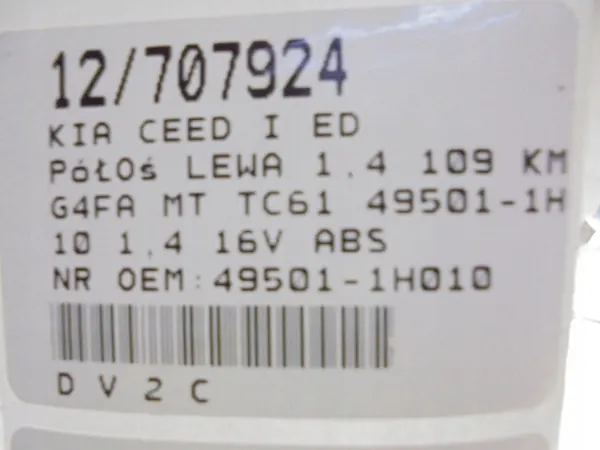 12/707924
KIA CEED I ED
PółOś LEWA 1.4 109 KM
G4FA MT TC61 49501-1H
10 1.4 16V ABS
NR OEM:49501-1H010
DV2C